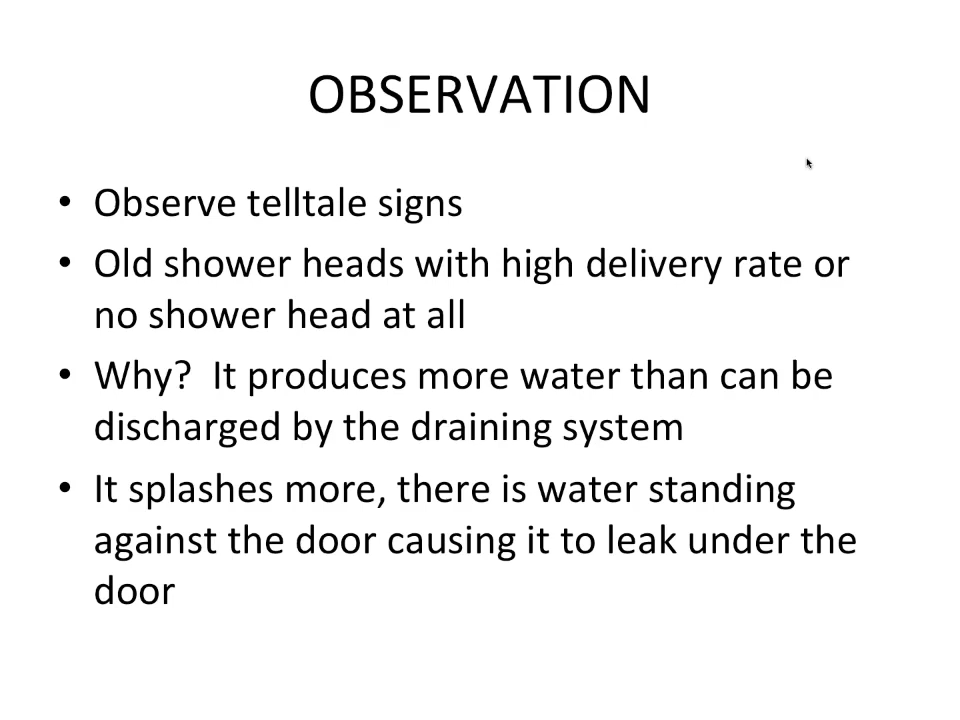 OBSERVATION
• Observe telltale signs
• Old shower heads with high delivery rate or
no shower head at all
• Why?  It produces more water than can be
discharged by the draining system
• It splashes more, there is water standing
against the door causing it to leak under the
door